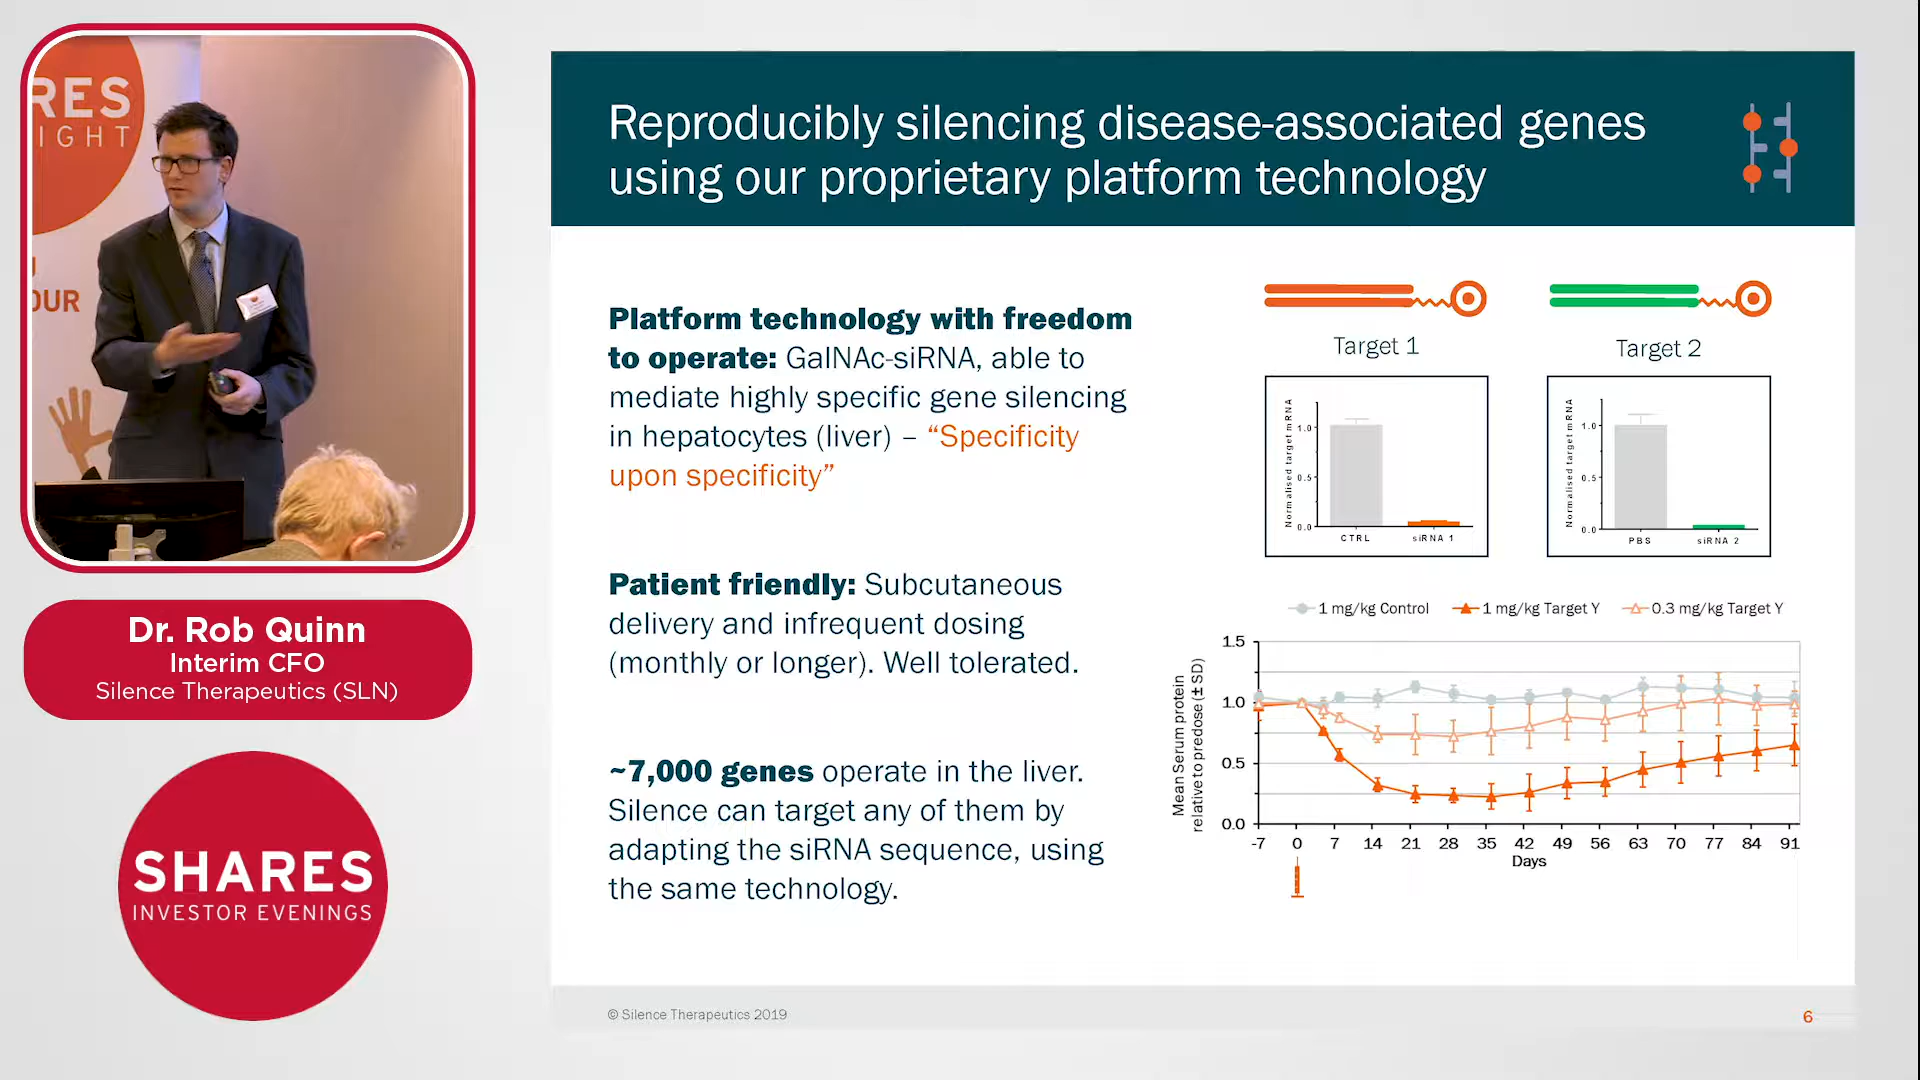 RES
IGHT
OUR
Dr. Rob Quinn
Interim CFO
Silence Therapeutics (SLN)
SHARES
INVESTOR EVENINGS
Reproducibly silencing disease-associated genes
using our proprietary platform technology
Platform technology with freedom
to operate: GalNAc-siRNA, able to
mediate highly specific gene silencing
in hepatocytes (liver) – “Specificity
upon specificity”
Patient friendly: Subcutaneous
delivery and infrequent dosing
(monthly or longer). Well tolerated.
~7,000 genes operate in the liver.
Silence can target any of them by
adapting the siRNA sequence, using
the same technology.
Target 1
Normalised target mRNA
1.0
0.5
0.0
CTRL siRNA 1
Target 2
Normalised target mRNA
1.0
0.5
0.0
PBS siRNA 2
1 mg/kg Control 1 mg/kg Target Y 0.3 mg/kg Target Y
Mean Serum protein
relative to predose (± SD)
1.5
1.0
0.5
0.0
-7 0 7 14 21 28 35 42 49 56 63 70 77 84 91
Days
© Silence Therapeutics 2019
6